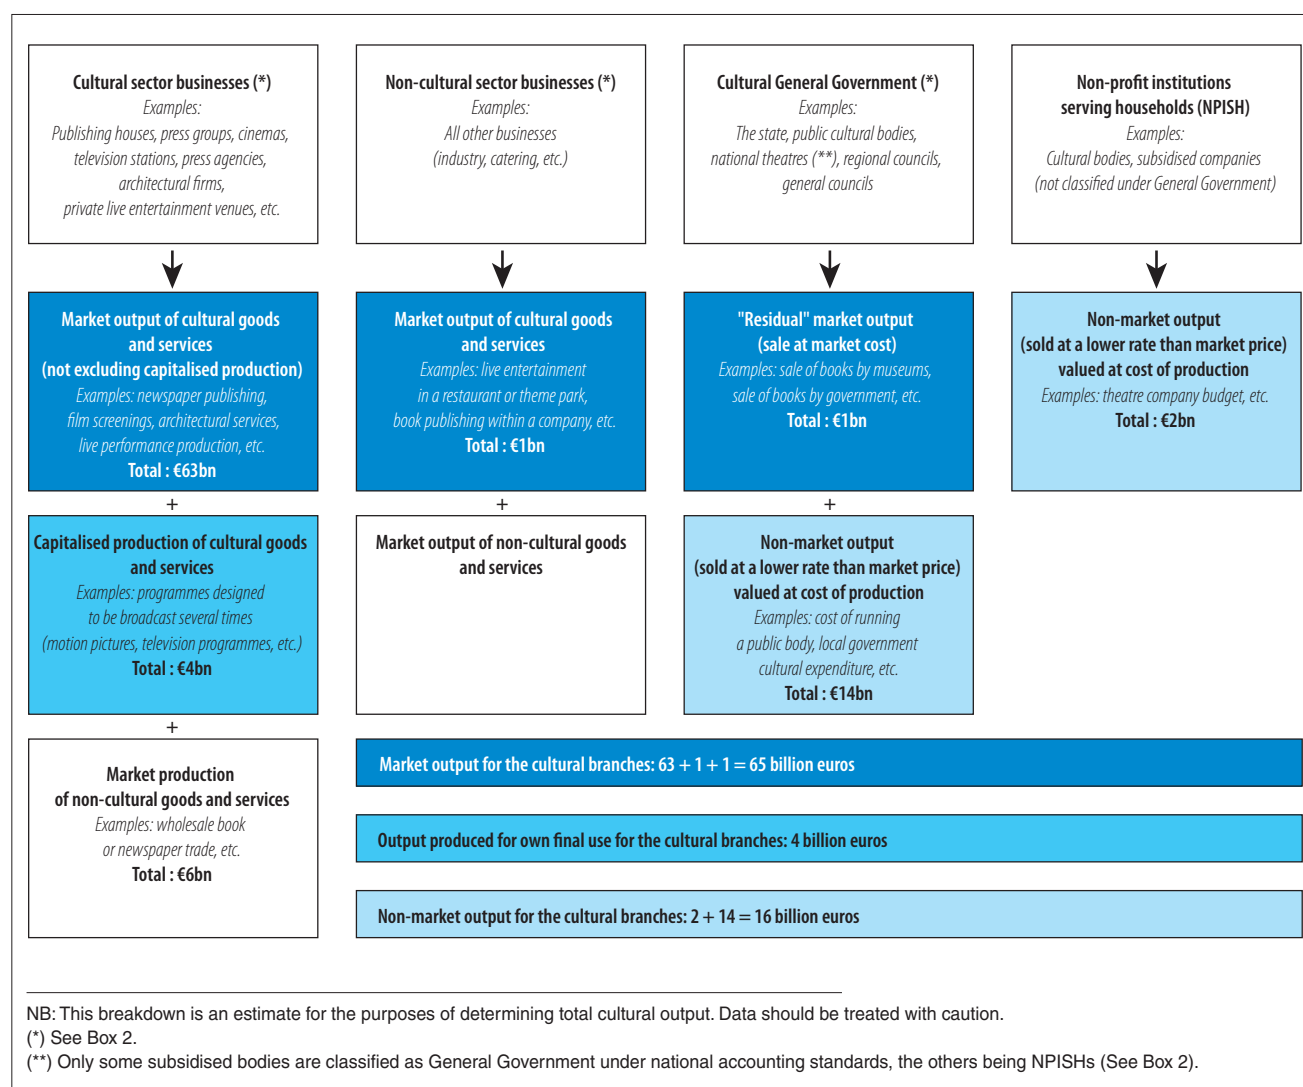 Cultural sector businesses (*)
Examples:
Publishing houses, press groups, cinemas,
television stations, press agencies,
architectural firms,
private live entertainment venues, etc.
Non-cultural sector businesses (*)
Examples:
All other businesses
(industry, catering, etc.)
Cultural General Government (*)
Examples:
The state, public cultural bodies,
national theatres (**), regional councils,
general councils
Non-profit institutions
serving households (NPISH)
Examples:
Cultural bodies, subsidised companies
(not classified under General Government)
Market output of cultural goods
and services
(not excluding capitalised production)
Examples: newspaper publishing,
film screenings, architectural services,
live performance production, etc.
Total : €63bn
Market output of cultural goods
and services
Examples: live entertainment
in a restaurant or theme park,
book publishing within a company, etc.
Total : €1bn
"Residual" market output
(sale at market cost)
Examples: sale of books by museums,
sale of books by government, etc.
Total : €1bn
Non-market output
(sold at a lower rate than market price)
valued at cost of production
Examples: theatre company budget, etc.
Total : €2bn
+
+
+
Capitalised production of cultural goods
and services
Examples: programmes designed
to be broadcast several times
(motion pictures, television programmes, etc.)
Total : €4bn
Market output of non-cultural goods
and services
Non-market output
(sold at a lower rate than market price)
valued at cost of production
Examples: cost of running
a public body, local government
cultural expenditure, etc.
Total : €14bn
+
Market production
of non-cultural goods and services
Examples: wholesale book
or newspaper trade, etc.
Total : €6bn
Market output for the cultural branches: 63 + 1 + 1 = 65 billion euros
Output produced for own final use for the cultural branches: 4 billion euros
Non-market output for the cultural branches: 2 + 14 = 16 billion euros
NB: This breakdown is an estimate for the purposes of determining total cultural output. Data should be treated with caution.
(*) See Box 2.
(**) Only some subsidised bodies are classified as General Government under national accounting standards, the others being NPISHs (See Box 2).